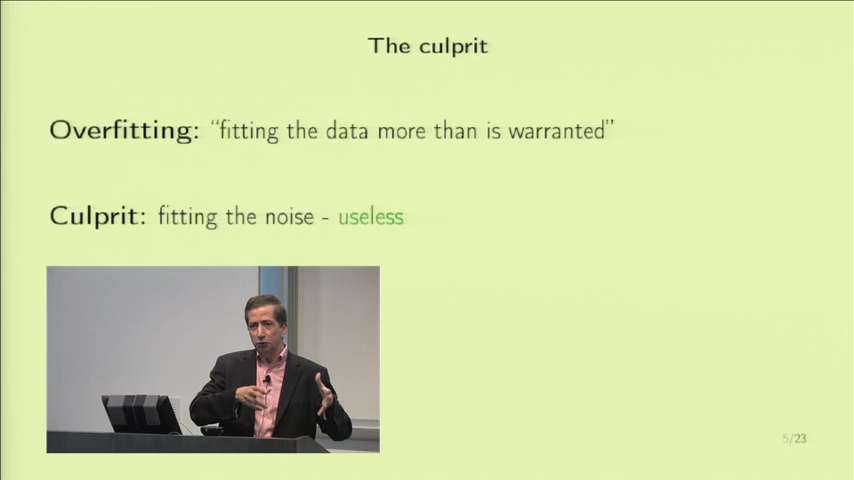 The culprit
Overfitting: “fitting the data more than is warranted”
Culprit: fitting the noise - useless
5/23